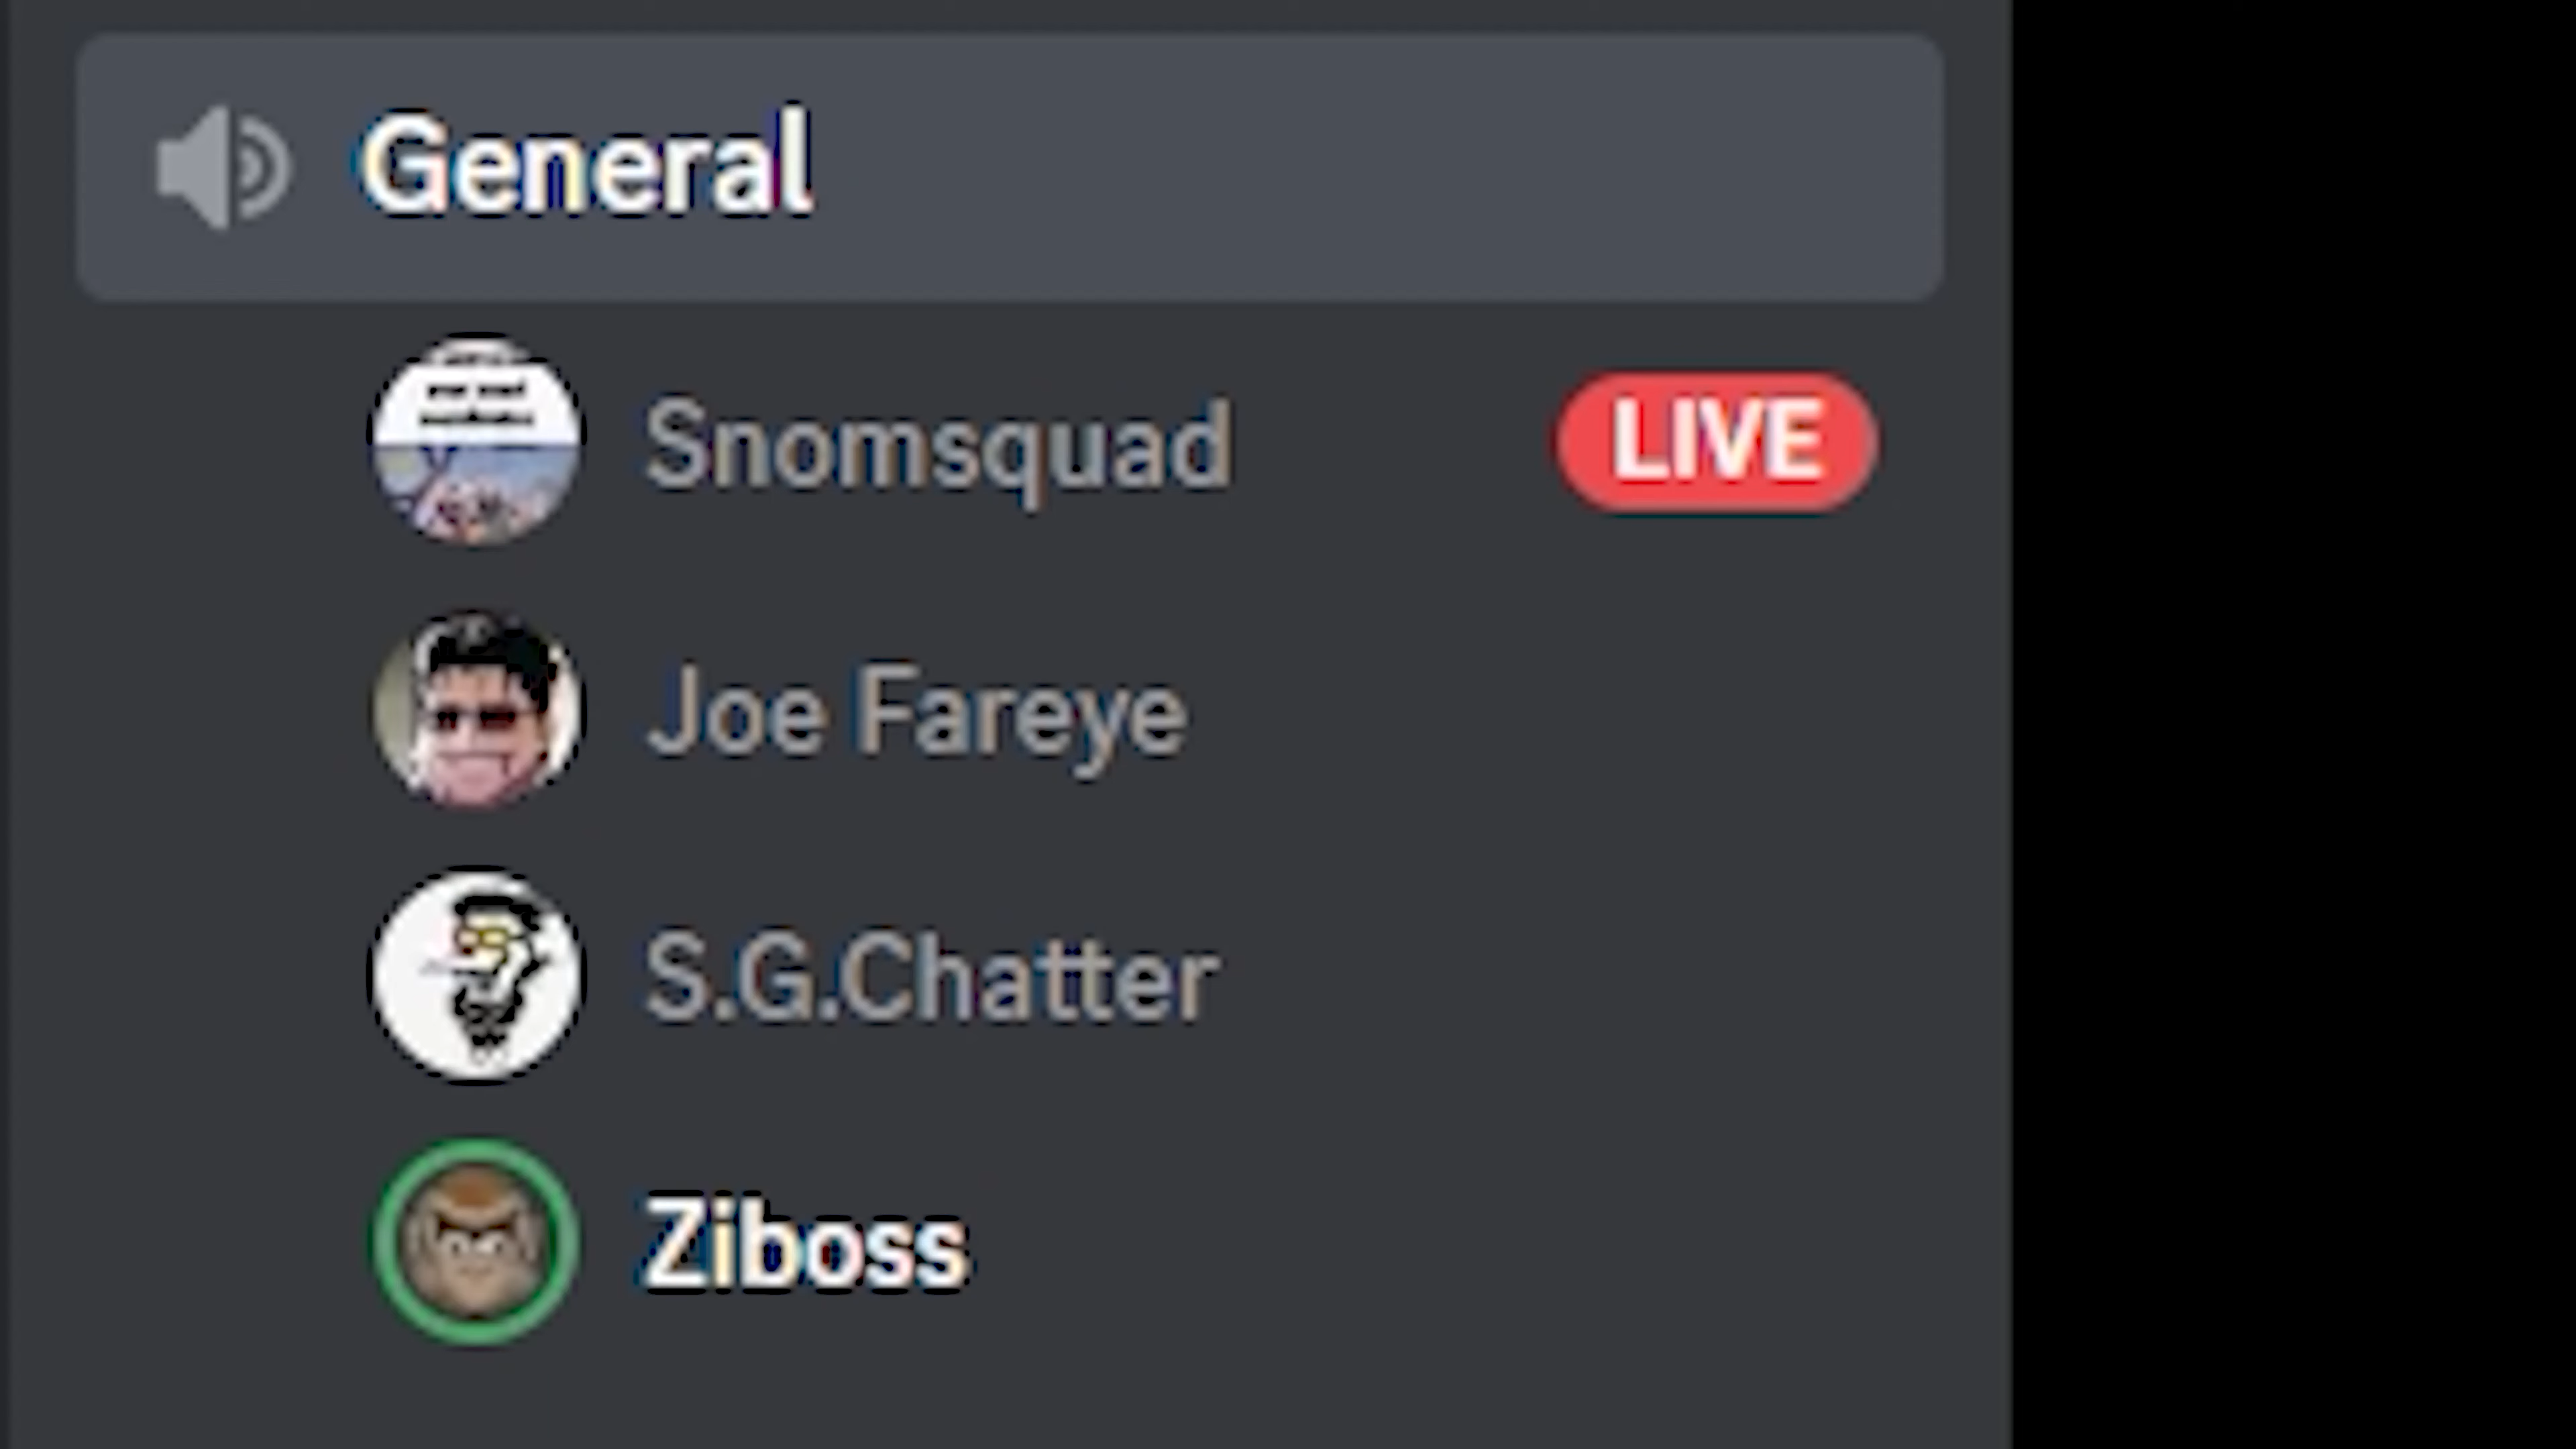 General
Snomsquad
LIVE
Joe Fareye
S.G.Chatter
Ziboss